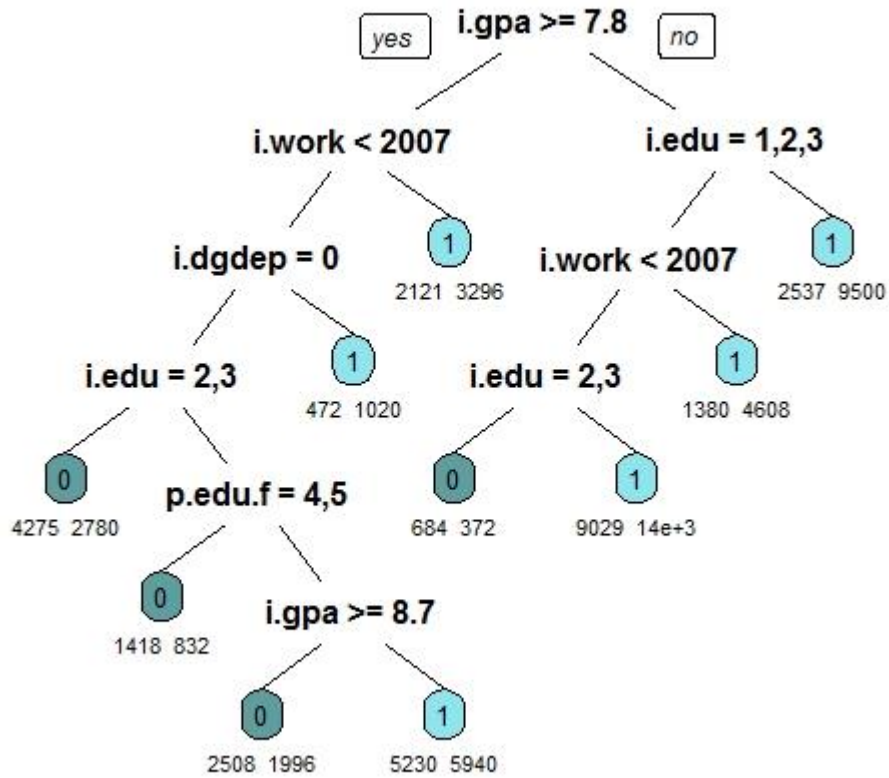 i.gpa >= 7.8
yes
no
i.work < 2007
i.edu = 1,2,3
i.dgdep = 0
1
2121 3296
i.work < 2007
1
2537 9500
i.edu = 2,3
1
472 1020
i.edu = 2,3
1
1380 4608
0
4275 2780
p.edu.f = 4,5
0
684 372
1
9029 14e+3
0
1418 832
i.gpa >= 8.7
0
2508 1996
1
5230 5940